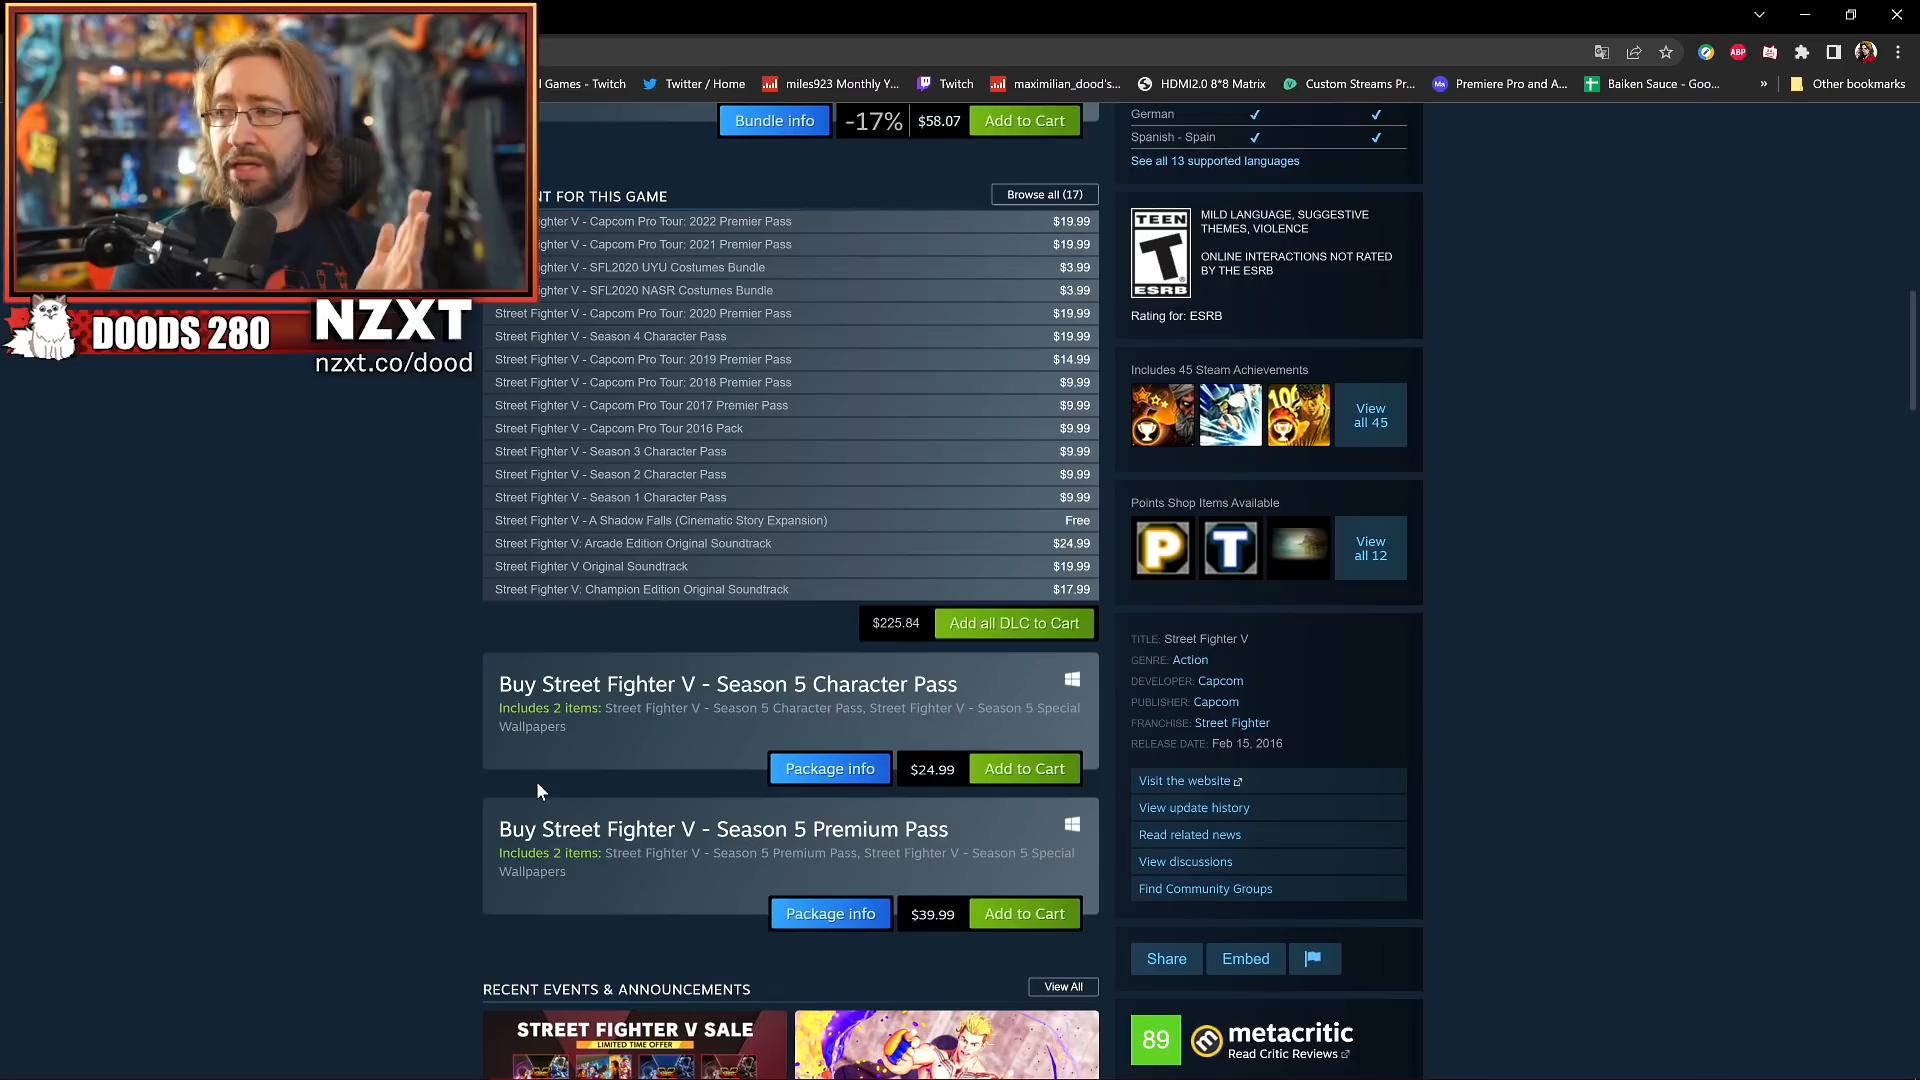 l Games - Twitch
Twitter / Home
miles923 Monthly Y...
Twitch
maximilian_dood's...
HDMI2.0 8*8 Matrix
Custom Streams Pr...
Premiere Pro and A...
Baiken Sauce - Goo...
»
Other bookmarks
ABP
Bundle info
-17%
$58.07
Add to Cart
NT FOR THIS GAME
Browse all (17)
ighter V - Capcom Pro Tour: 2022 Premier Pass $19.99
ighter V - Capcom Pro Tour: 2021 Premier Pass $19.99
ighter V - SFL2020 UYU Costumes Bundle $3.99
ighter V - SFL2020 NASR Costumes Bundle $3.99
Street Fighter V - Capcom Pro Tour: 2020 Premier Pass $19.99
Street Fighter V - Season 4 Character Pass $19.99
Street Fighter V - Capcom Pro Tour: 2019 Premier Pass $14.99
Street Fighter V - Capcom Pro Tour: 2018 Premier Pass $9.99
Street Fighter V - Capcom Pro Tour 2017 Premier Pass $9.99
Street Fighter V - Capcom Pro Tour 2016 Pack $9.99
Street Fighter V - Season 3 Character Pass $9.99
Street Fighter V - Season 2 Character Pass $9.99
Street Fighter V - Season 1 Character Pass $9.99
Street Fighter V - A Shadow Falls (Cinematic Story Expansion) Free
Street Fighter V: Arcade Edition Original Soundtrack $24.99
Street Fighter V Original Soundtrack $19.99
Street Fighter V: Champion Edition Original Soundtrack $17.99
$225.84
Add all DLC to Cart
Buy Street Fighter V - Season 5 Character Pass
Includes 2 items: Street Fighter V - Season 5 Character Pass, Street Fighter V - Season 5 Special
Wallpapers
Package info
$24.99
Add to Cart
Buy Street Fighter V - Season 5 Premium Pass
Includes 2 items: Street Fighter V - Season 5 Premium Pass, Street Fighter V - Season 5 Special
Wallpapers
Package info
$39.99
Add to Cart
RECENT EVENTS & ANNOUNCEMENTS
View All
STREET FIGHTER V SALE
LIMITED TIME OFFER
DOODS 280
NZXT
nzxt.co/dood
German ✓ ✓
Spanish - Spain ✓ ✓
See all 13 supported languages
TEEN
T
ESRB
MILD LANGUAGE, SUGGESTIVE
THEMES, VIOLENCE
ONLINE INTERACTIONS NOT RATED
BY THE ESRB
Rating for: ESRB
Includes 45 Steam Achievements
View
all 45
Points Shop Items Available
P
T
View
all 12
TITLE: Street Fighter V
GENRE: Action
DEVELOPER: Capcom
PUBLISHER: Capcom
FRANCHISE: Street Fighter
RELEASE DATE: Feb 15, 2016
Visit the website
View update history
Read related news
View discussions
Find Community Groups
Share
Embed
89
metacritic
Read Critic Reviews